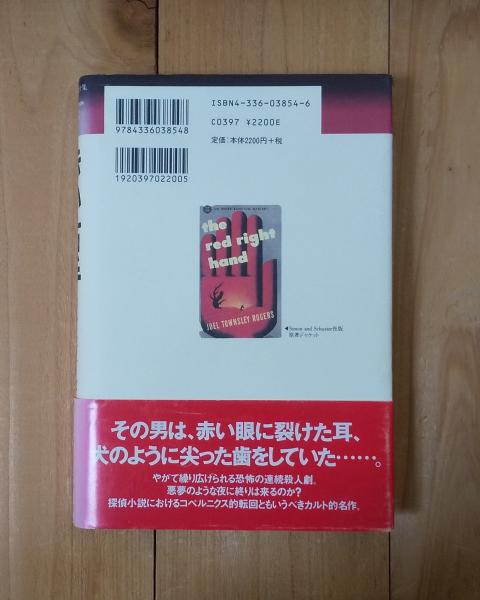 ISBN4-336-03854-6
C0397 ¥2200E
定価:本体2200円+税
9784336038548
1920397022005
the
red right
hand
JOEL TOWNSLEY ROGERS
◀Simon and Schuster社版
原書ジャケット
その男は、赤い眼に裂けた耳、
犬のように尖った歯をしていた……。
やがて繰り広げられる恐怖の連続殺人劇。
悪夢のような夜に終りは来るのか?
探偵小説におけるコペルニクス的転回ともいうべきカルト的名作。